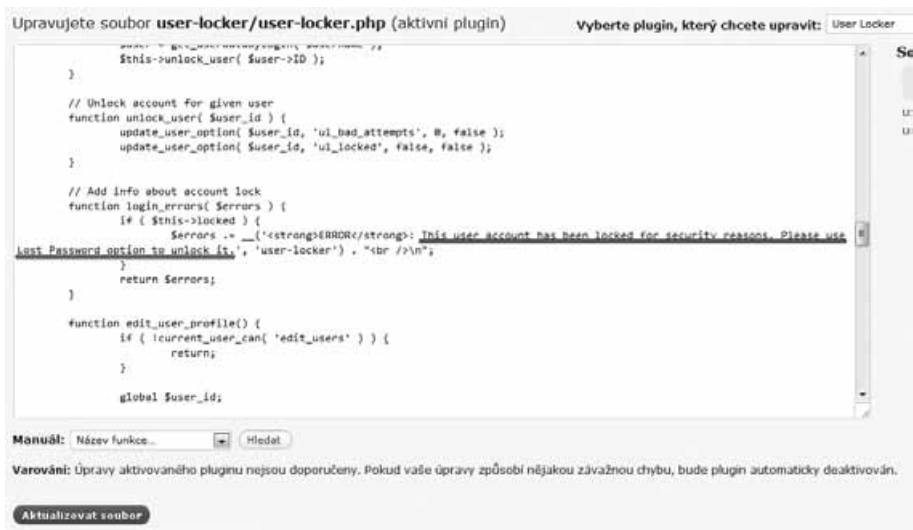 Upravujete soubor user-locker/user-locker.php (aktivní plugin)
Vyberte plugin, který chcete upravit: User Locker
$user = get_userdatabylogin( $username );
$this->unlock_user( $user->ID );
}
// Unlock account for given user
function unlock_user( $user_id ) {
update_user_option( $user_id, 'ul_bad_attempts', 0, false );
update_user_option( $user_id, 'ul_locked', false, false );
}
// Add info about account lock
function login_errors( $errors ) {
if ( $this->locked ) {
$errors .= __('<strong>ERROR</strong>: This user account has been locked for security reasons. Please use
Lost Password option to unlock it.', 'user-locker') . "<br />\n";
}
return $errors;
}
function edit_user_profile() {
if ( !current_user_can( 'edit_users' ) ) {
return;
}
global $user_id;
Manuál: Název funkce... Hledat
Varování: Úpravy aktivovaného pluginu nejsou doporučeny. Pokud vaše úpravy způsobí nějakou závažnou chybu, bude plugin automaticky deaktivován.
Aktualizovat soubor